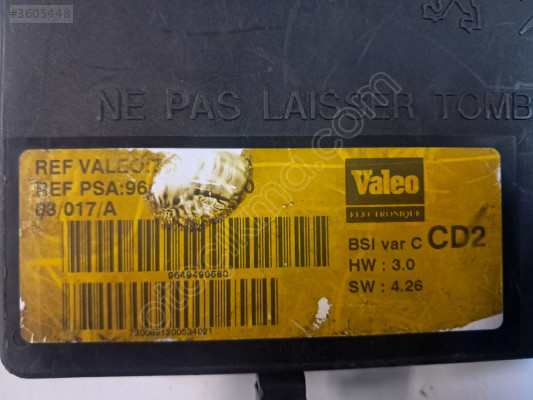 #3605448
NE PAS LAISSER TOMB
REF VALEO:
REF PSA:96
03/017/A
9649490680
Valeo
ELECTRONIQUE
BSI var C CD2
HW : 3.0
SW : 4.26